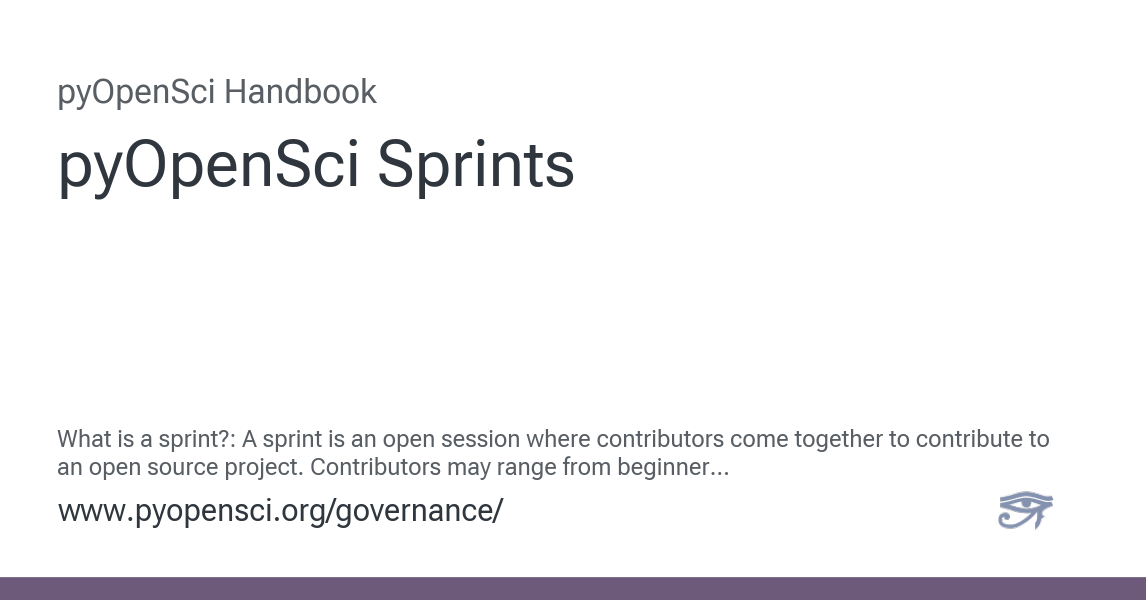 pyOpenSci Handbook
pyOpenSci Sprints
What is a sprint?: A sprint is an open session where contributors come together to contribute to
an open source project. Contributors may range from beginner...
www.pyopensci.org/governance/